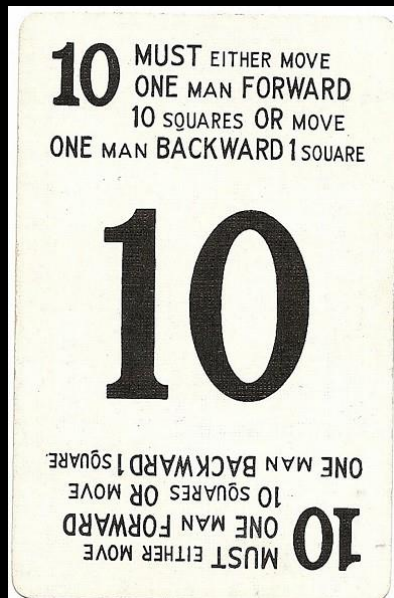 10 MUST EITHER MOVE
ONE MAN FORWARD
10 SQUARES OR MOVE
ONE MAN BACKWARD 1 SQUARE
10
10 MUST EITHER MOVE
ONE MAN FORWARD
10 SQUARES OR MOVE
ONE MAN BACKWARD 1 SQUARE.